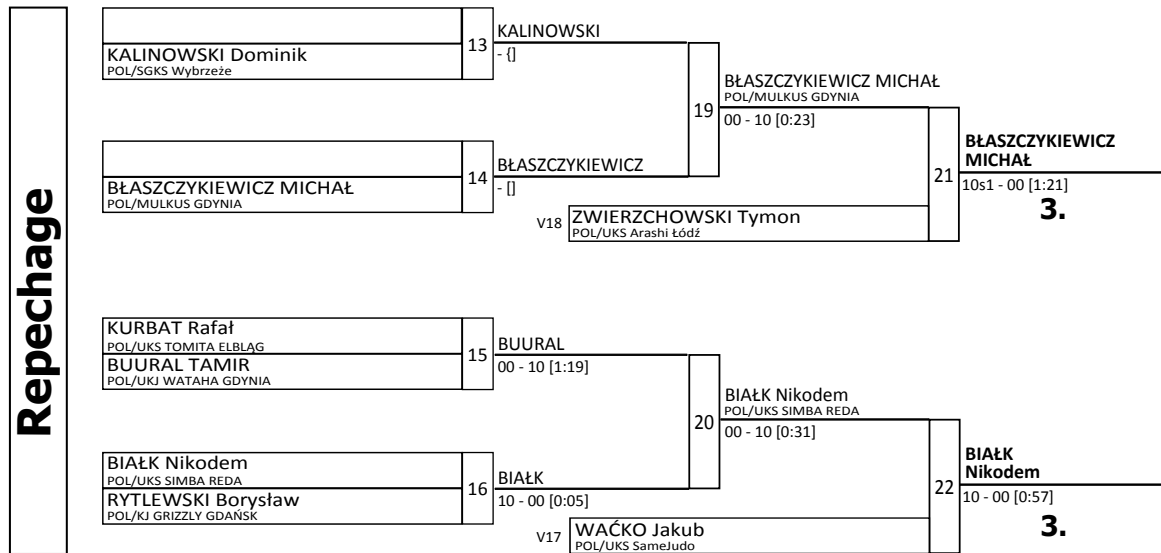 Repechage
KALINOWSKI Dominik
POL/SGKS Wybrzeże
13
KALINOWSKI
- {]
BŁASZCZYKIEWICZ MICHAŁ
POL/MULKUS GDYNIA
14
BŁASZCZYKIEWICZ
- []
19
BŁASZCZYKIEWICZ MICHAŁ
POL/MULKUS GDYNIA
00 - 10 [0:23]
V18
ZWIERZCHOWSKI Tymon
POL/UKS Arashi Łódź
21
BŁASZCZYKIEWICZ
MICHAŁ
10s1 - 00 [1:21]
3.
KURBAT Rafał
POL/UKS TOMITA ELBLĄG
BUURAL TAMIR
POL/UKJ WATAHA GDYNIA
15
BUURAL
00 - 10 [1:19]
BIAŁK Nikodem
POL/UKS SIMBA REDA
RYTLEWSKI Borysław
POL/KJ GRIZZLY GDAŃSK
16
BIAŁK
10 - 00 [0:05]
20
BIAŁK Nikodem
POL/UKS SIMBA REDA
00 - 10 [0:31]
V17
WAĆKO Jakub
POL/UKS SameJudo
22
BIAŁK
Nikodem
10 - 00 [0:57]
3.